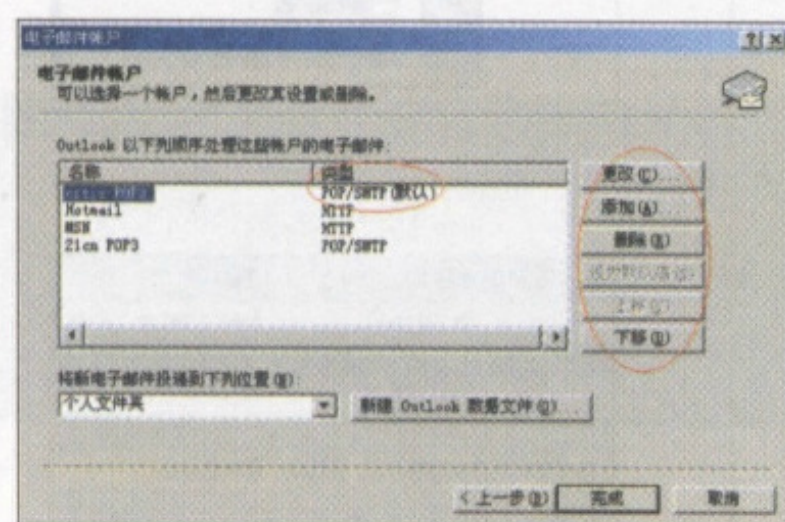 电子邮件帐户
电子邮件帐户
可以选择一个帐户，然后更改其设置或删除。
Outlook 以下列顺序处理这些帐户的电子邮件:
名称 类型
POP3 POP/SMTP (默认)
Hotmail HTTP
MSN HTTP
21cn POP3 POP/SMTP
更改(C)...
添加(A)
删除(R)
下移(D)
将新电子邮件投递到下列位置(N):
个人文件夹
新建 Outlook 数据文件(O)...
< 上一步(B) 完成 取消